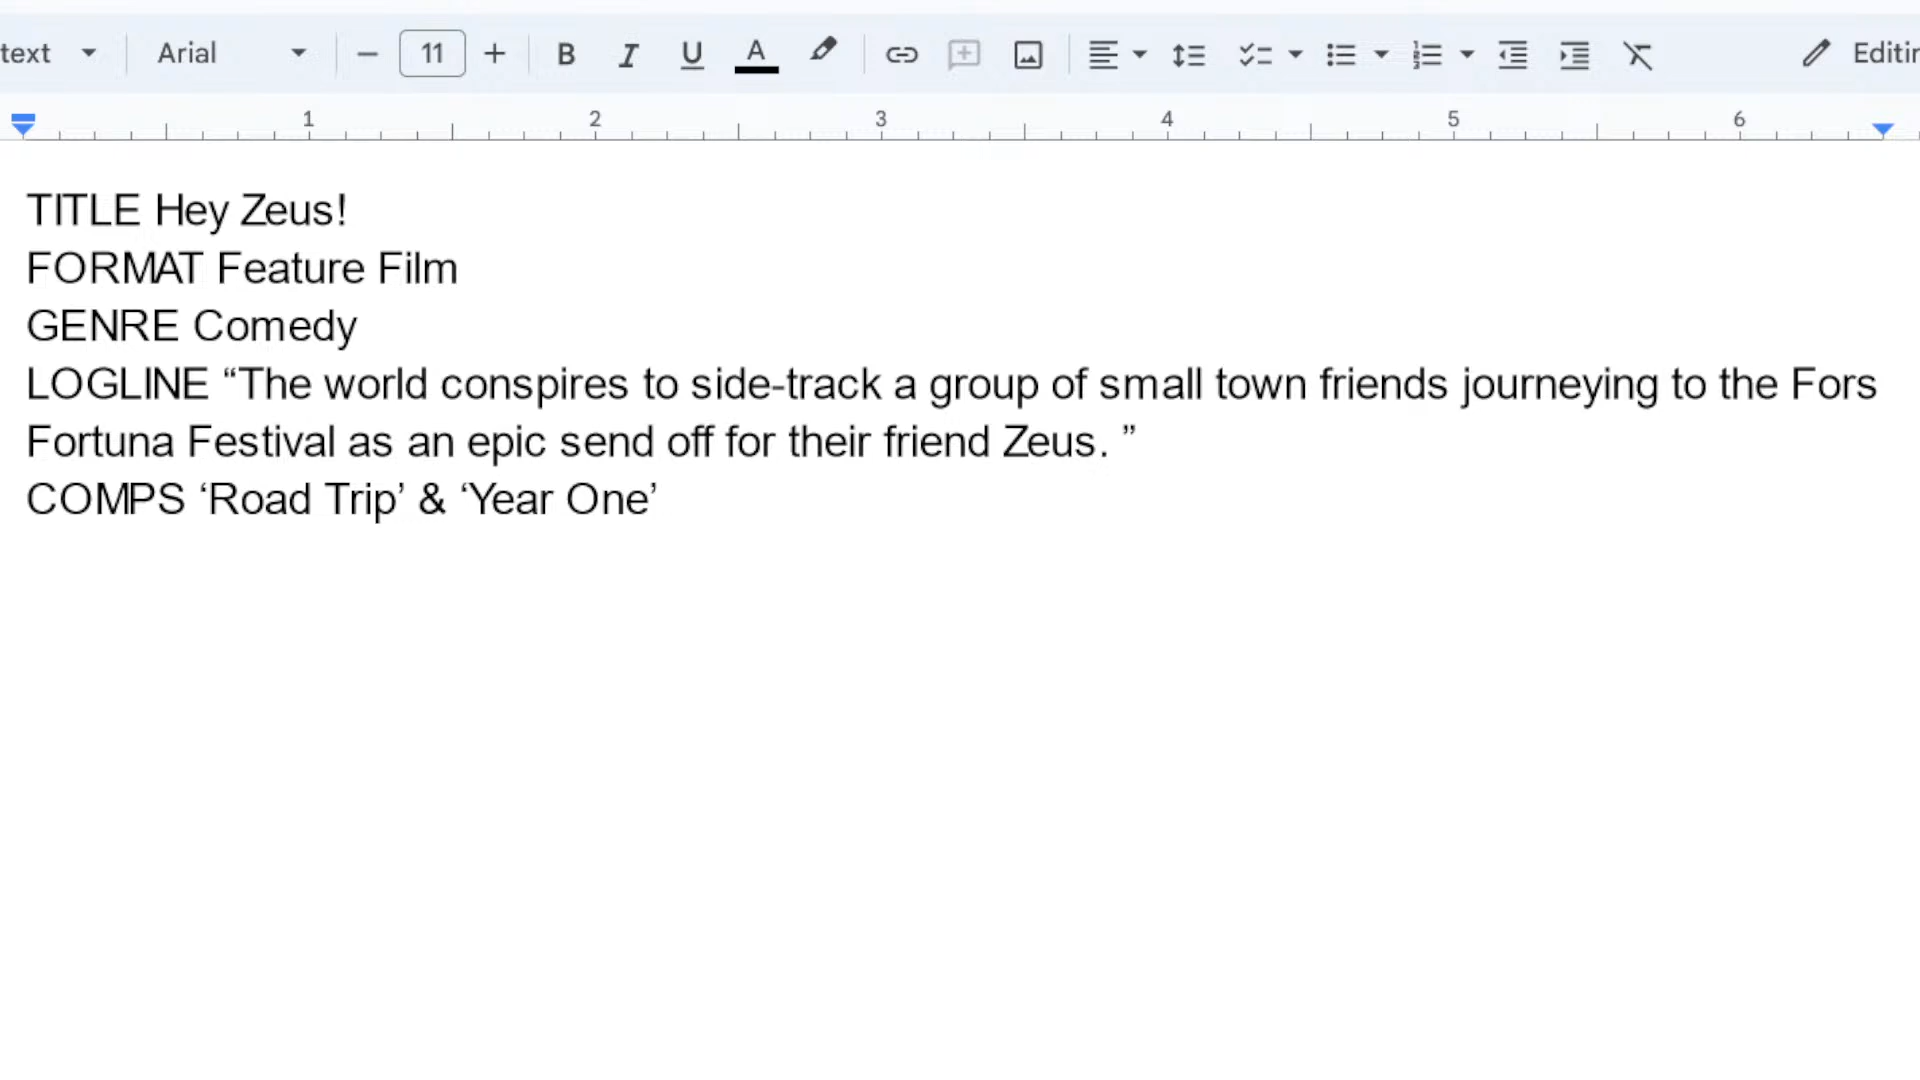 text Arial 11 B I U A Editin
1 2 3 4 5 6
TITLE Hey Zeus!
FORMAT Feature Film
GENRE Comedy
LOGLINE “The world conspires to side-track a group of small town friends journeying to the Fors
Fortuna Festival as an epic send off for their friend Zeus. ”
COMPS ‘Road Trip’ & ‘Year One’